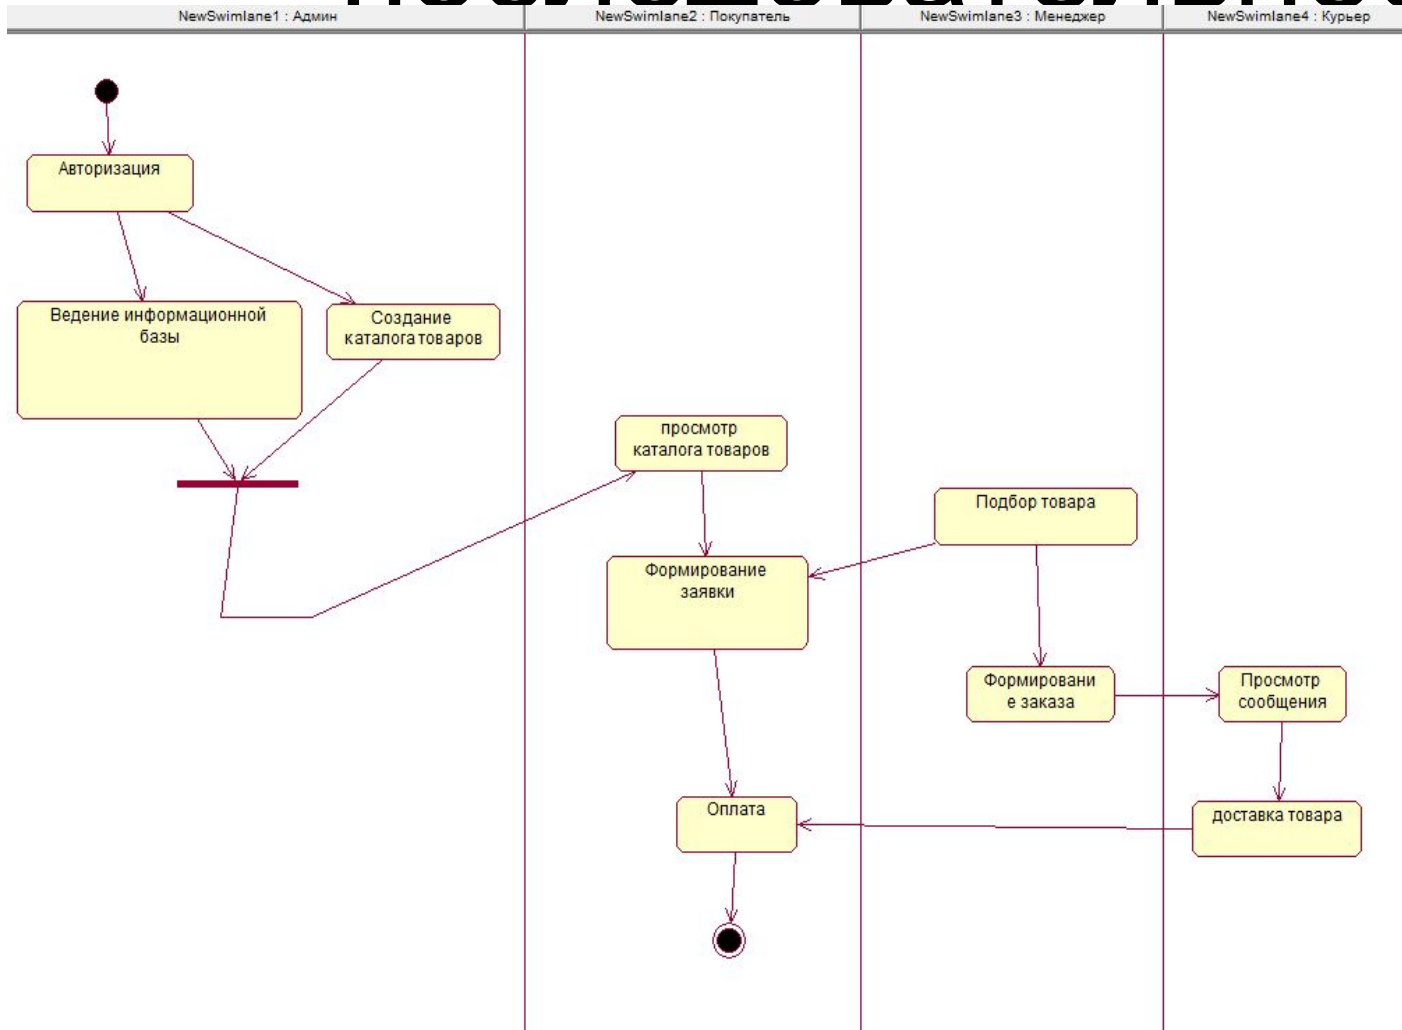 NewSwimlane1 : Админ
NewSwimlane2 : Покупатель
NewSwimlane3 : Менеджер
NewSwimlane4 : Курьер
Авторизация
Ведение информационной
базы
Создание
каталога товаров
просмотр
каталога товаров
Подбор товара
Формирование
заявки
Формировани
е заказа
Просмотр
сообщения
Оплата
доставка товара